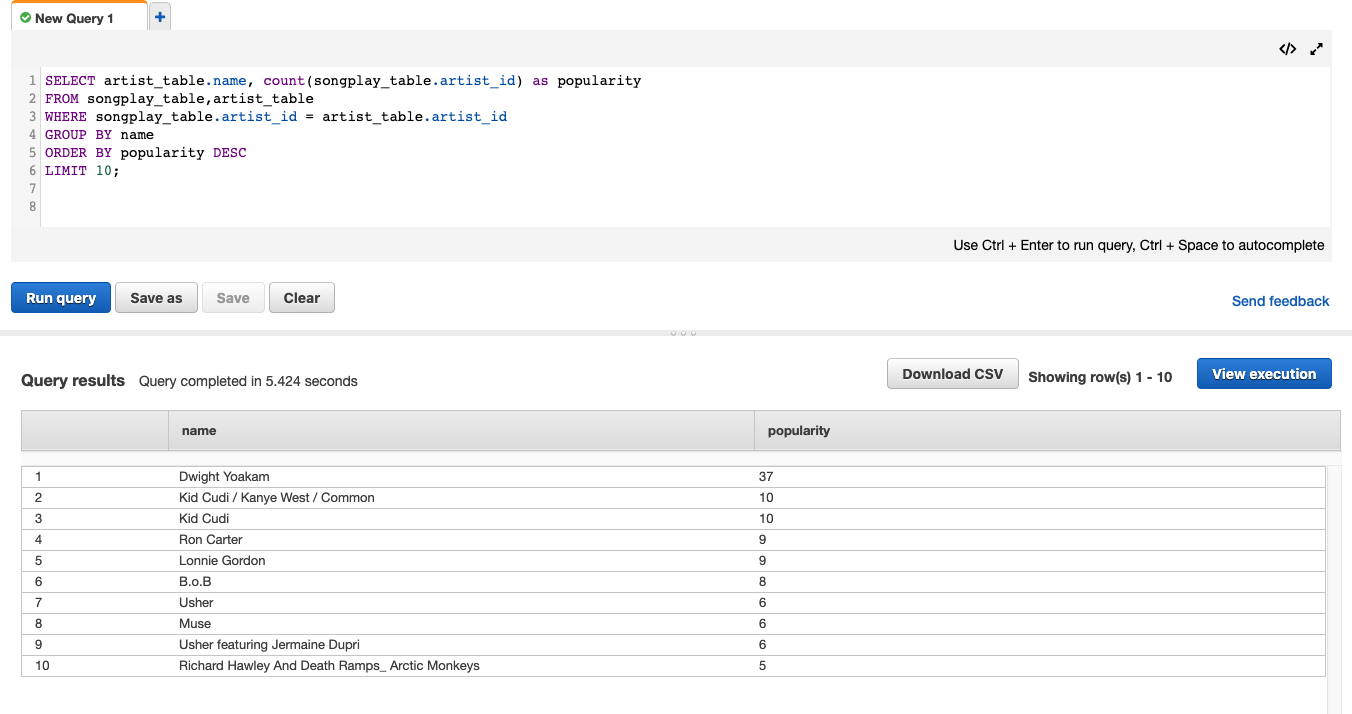 New Query 1 +
</>
1 SELECT artist_table.name, count(songplay_table.artist_id) as popularity
2 FROM songplay_table,artist_table
3 WHERE songplay_table.artist_id = artist_table.artist_id
4 GROUP BY name
5 ORDER BY popularity DESC
6 LIMIT 10;
7
8
Use Ctrl + Enter to run query, Ctrl + Space to autocomplete
Run query Save as Save Clear Send feedback
Query results Query completed in 5.424 seconds Download CSV Showing row(s) 1 - 10 View execution
name popularity
1 Dwight Yoakam 37
2 Kid Cudi / Kanye West / Common 10
3 Kid Cudi 10
4 Ron Carter 9
5 Lonnie Gordon 9
6 B.o.B 8
7 Usher 6
8 Muse 6
9 Usher featuring Jermaine Dupri 6
10 Richard Hawley And Death Ramps_ Arctic Monkeys 5